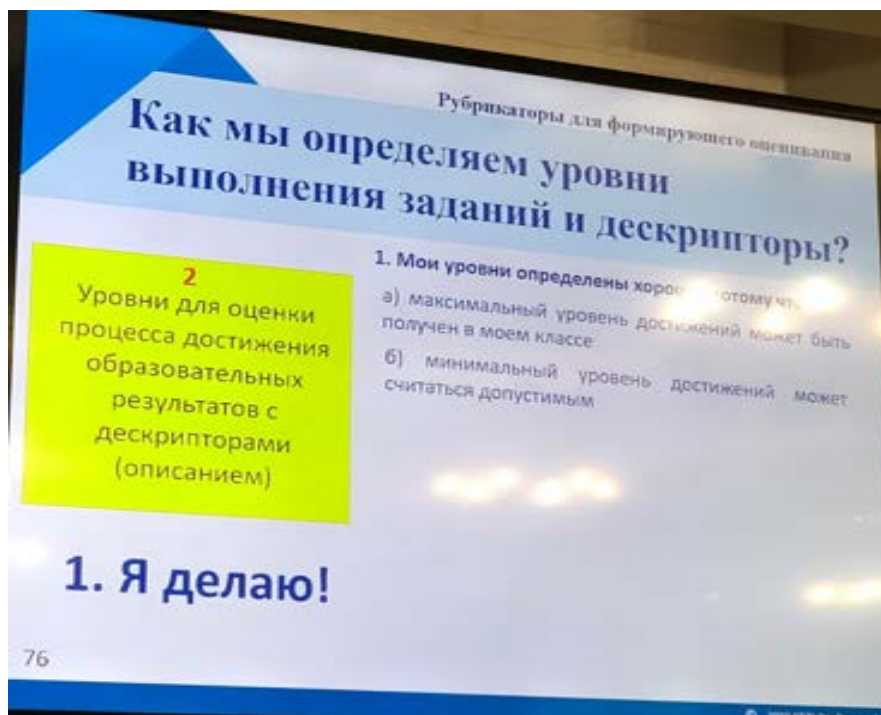 Рубрикаторы для формирующего оценивания
Как мы определяем уровни
выполнения заданий и дескрипторы?
2
Уровни для оценки
процесса достижения
образовательных
результатов с
дескрипторами
(описанием)
1. Я делаю!
1. Мои уровни определены
а) максимальный уровень достижений может быть
получен в моем классе
б) минимальный уровень достижений может
считаться допустимым
76